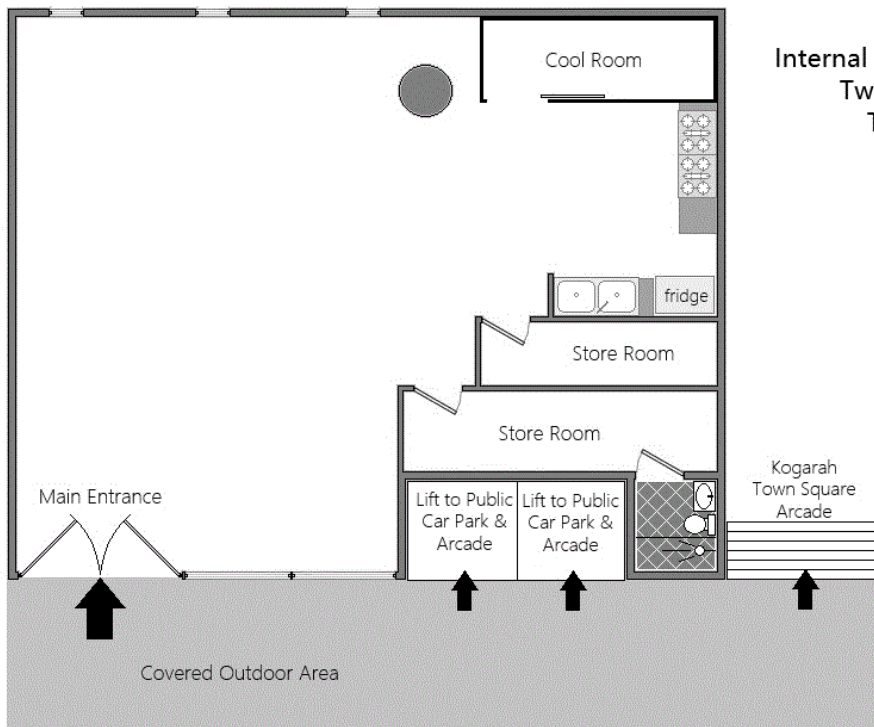 Cool Room
Internal
Tw
T
fridge
Store Room
Store Room
Main Entrance
Lift to Public
Car Park &
Arcade
Lift to Public
Car Park &
Arcade
Kogarah
Town Square
Arcade
Covered Outdoor Area